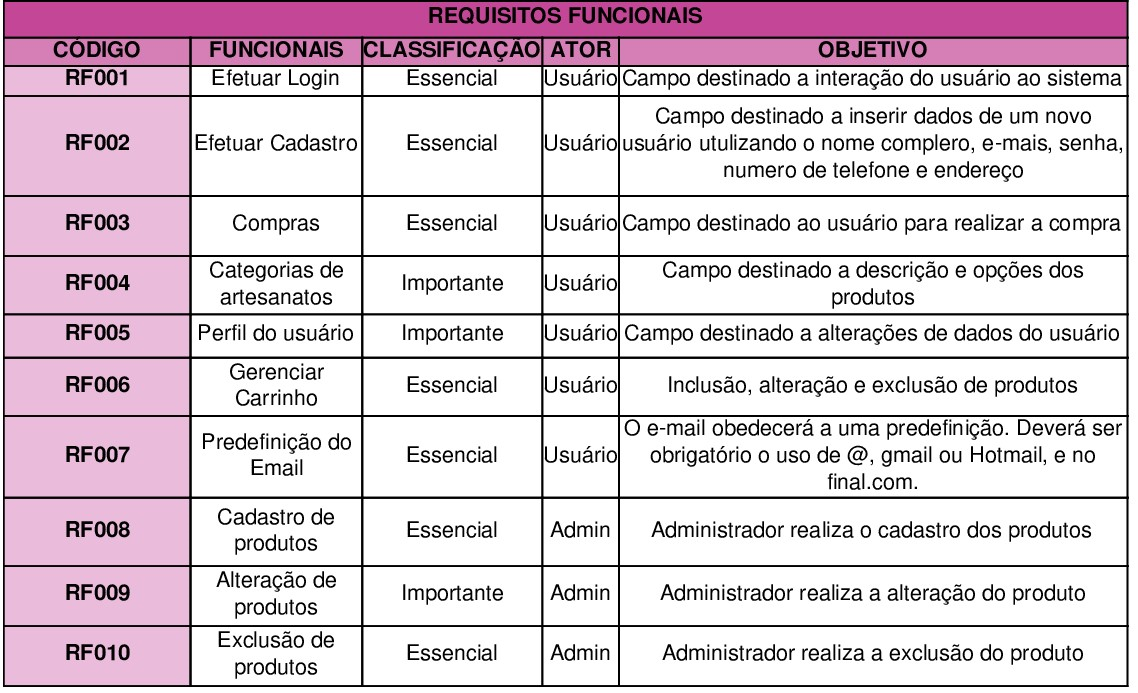 REQUISITOS FUNCIONAIS
CÓDIGO FUNCIONAIS CLASSIFICAÇÃO ATOR OBJETIVO
RF001 Efetuar Login Essencial Usuário Campo destinado a interação do usuário ao sistema
RF002 Efetuar Cadastro Essencial Usuário Campo destinado a inserir dados de um novo
usuário utulizando o nome complero, e-mais, senha,
numero de telefone e endereço
RF003 Compras Essencial Usuário Campo destinado ao usuário para realizar a compra
RF004 Categorias de
artesanatos Importante Usuário Campo destinado a descrição e opções dos
produtos
RF005 Perfil do usuário Importante Usuário Campo destinado a alterações de dados do usuário
RF006 Gerenciar
Carrinho Essencial Usuário Inclusão, alteração e exclusão de produtos
RF007 Predefinição do
Email Essencial Usuário O e-mail obedecerá a uma predefinição. Deverá ser
obrigatório o uso de @, gmail ou Hotmail, e no
final.com.
RF008 Cadastro de
produtos Essencial Admin Administrador realiza o cadastro dos produtos
RF009 Alteração de
produtos Importante Admin Administrador realiza a alteração do produto
RF010 Exclusão de
produtos Essencial Admin Administrador realiza a exclusão do produto